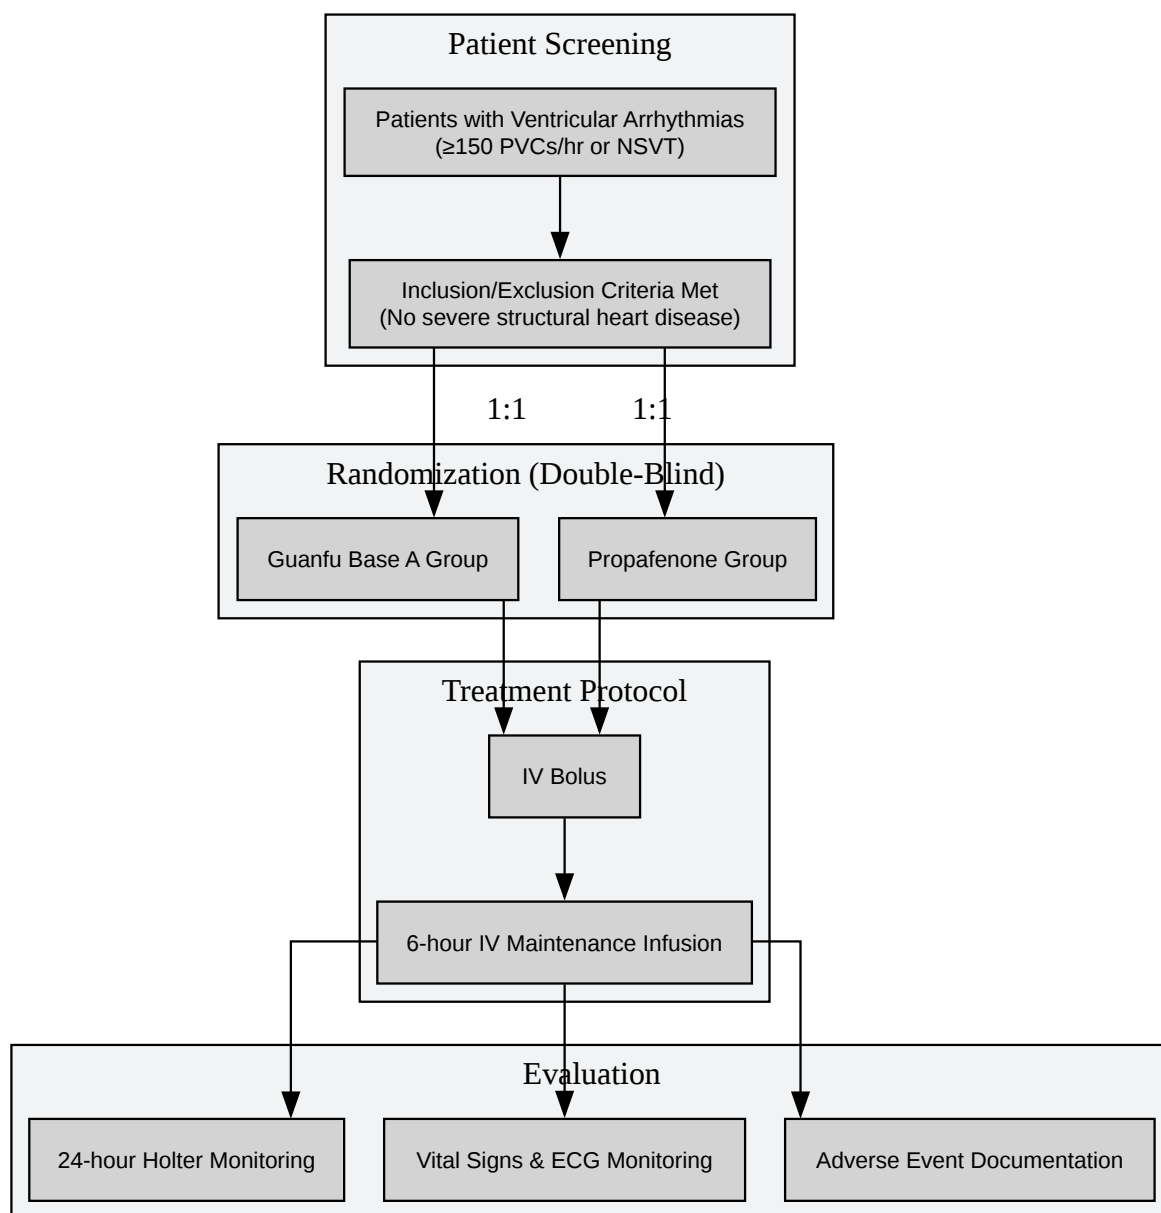 Patient Screening
Patients with Ventricular Arrhythmias
(≥150 PVCs/hr or NSVT)
Inclusion/Exclusion Criteria Met
(No severe structural heart disease)
1:1
1:1
Randomization (Double-Blind)
Guanfu Base A Group
Propafenone Group
Treatment Protocol
IV Bolus
6-hour IV Maintenance Infusion
Evaluation
24-hour Holter Monitoring
Vital Signs & ECG Monitoring
Adverse Event Documentation